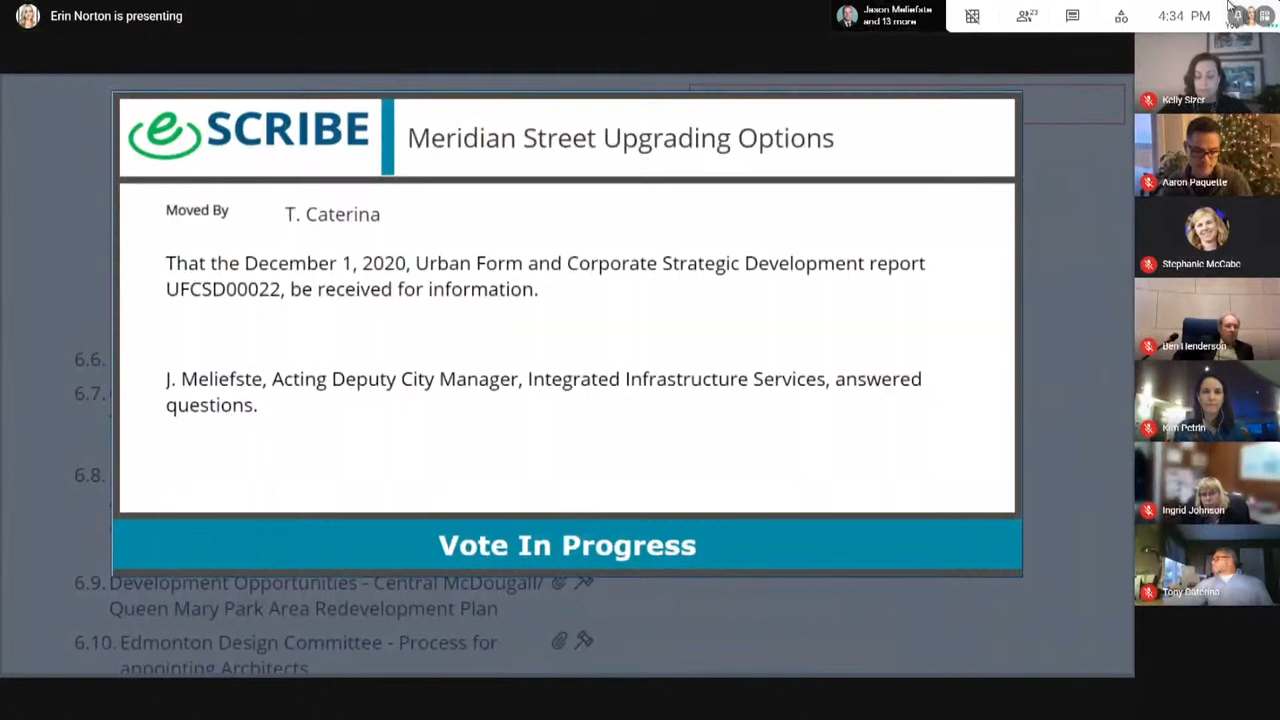 Erin Norton is presenting
Jason Meliefste
and 13 more
23
4:34 PM
You
eSCRIBE
Meridian Street Upgrading Options
Moved By
T. Caterina
That the December 1, 2020, Urban Form and Corporate Strategic Development report
UFCSD00022, be received for information.
J. Meliefste, Acting Deputy City Manager, Integrated Infrastructure Services, answered
questions.
Vote In Progress
6.6.
6.7.
6.8.
6.9. Development Opportunities - Central McDougall/
Queen Mary Park Area Redevelopment Plan
6.10. Edmonton Design Committee - Process for
appointing Architects
Kelly Sizer
Aaron Paquette
Stephanie McCabe
Ben Henderson
Kim Petrin
Ingrid Johnson
Tony Caterina